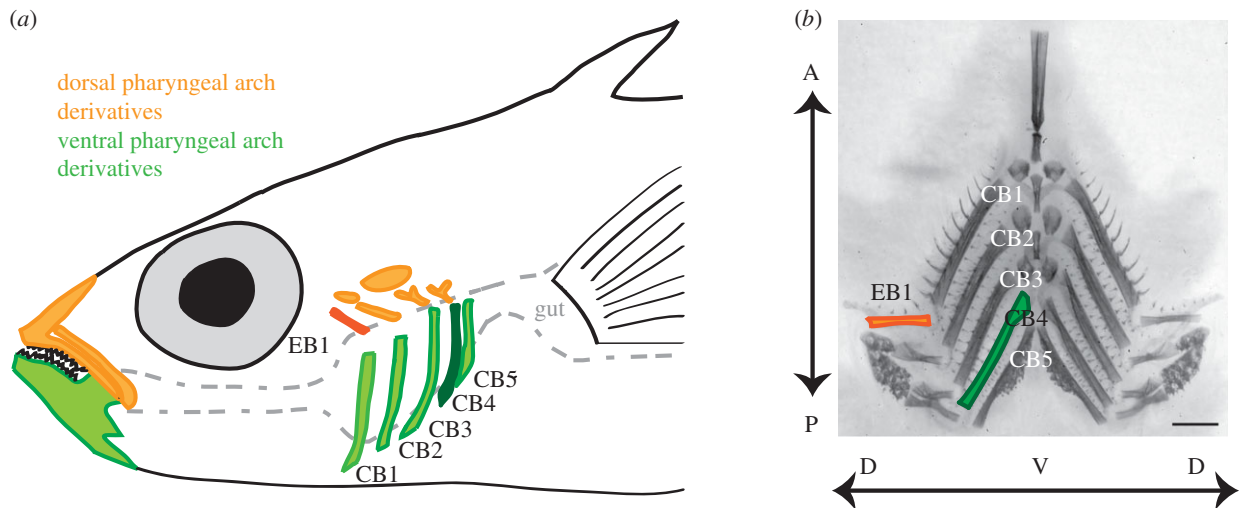 (a)
dorsal pharyngeal arch
derivatives
ventral pharyngeal arch
derivatives
EB1
gut
CB5
CB4
CB3
CB2
CB1
(b)
A
P
CB1
CB2
CB3
EB1
CB4
CB5
D
V
D